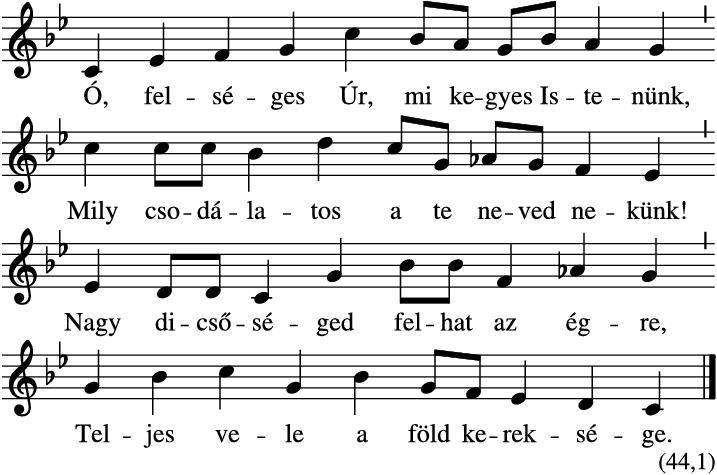 Ó, fel – sé – ges Úr, mi ke – gyes Is – te – nünk,
Mily cso – dá – la – tos a te ne – ved ne – künk!
Nagy di – cső – sé – ged fel – hat az ég – re,
Tel – jes ve – le a föld ke – rek – sé – ge.
(44,1)